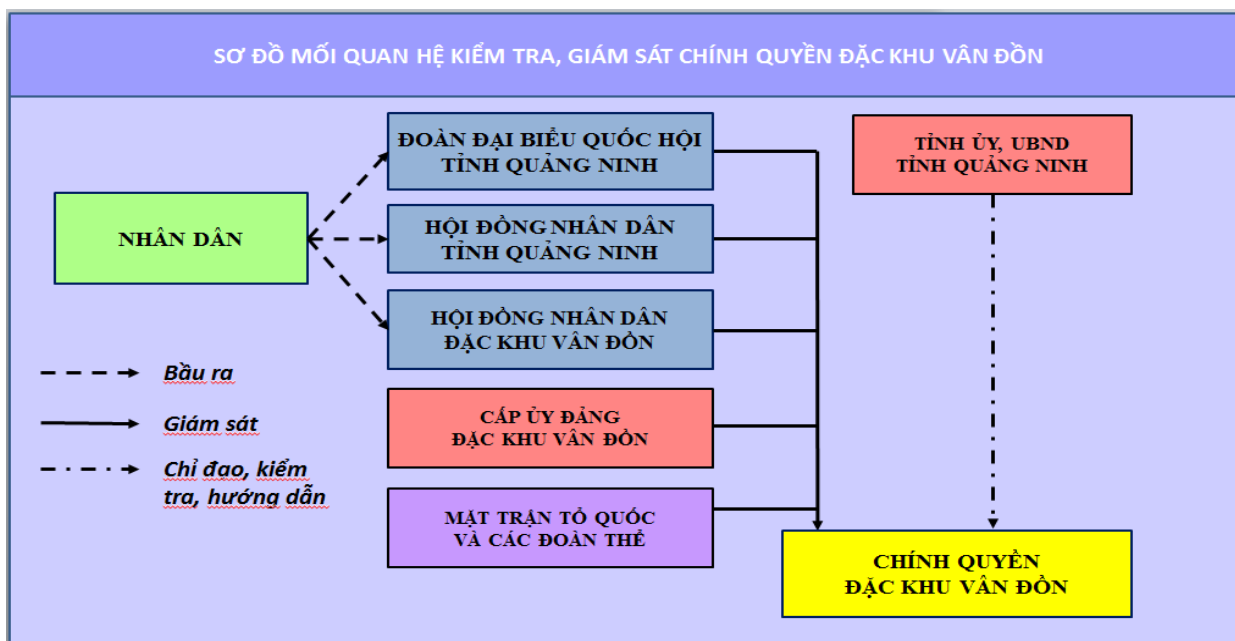 SƠ ĐỒ MỐI QUAN HỆ KIỂM TRA, GIÁM SÁT CHÍNH QUYỀN ĐẶC KHU VÂN ĐỒN
NHÂN DÂN
ĐOÀN ĐẠI BIỂU QUỐC HỘI
TỈNH QUẢNG NINH
HỘI ĐỒNG NHÂN DÂN
TỈNH QUẢNG NINH
HỘI ĐỒNG NHÂN DÂN
ĐẶC KHU VÂN ĐỒN
CẤP ỦY ĐẢNG
ĐẶC KHU VÂN ĐỒN
MẶT TRẬN TỔ QUỐC
VÀ CÁC ĐOÀN THỂ
TỈNH ỦY, UBND
TỈNH QUẢNG NINH
CHÍNH QUYỀN
ĐẶC KHU VÂN ĐỒN
Bầu ra
Giám sát
Chỉ đạo, kiểm
tra, hướng dẫn